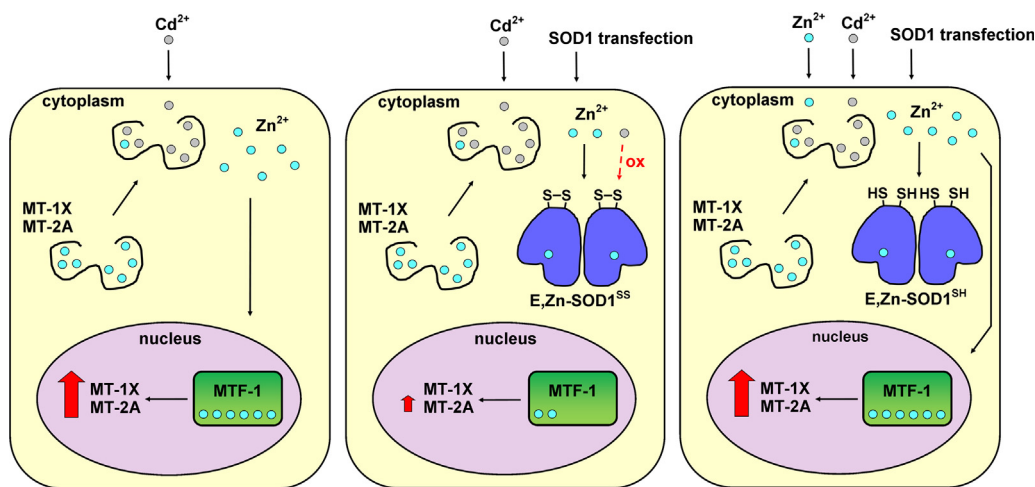 Cd²⁺
cytoplasm
Zn²⁺
MT-1X
MT-2A
nucleus
MT-1X
MT-2A
MTF-1
Cd²⁺
SOD1 transfection
cytoplasm
Zn²⁺
ox
S–S
S–S
MT-1X
MT-2A
E,Zn-SOD1ˢˢ
nucleus
MT-1X
MT-2A
MTF-1
Zn²⁺
Cd²⁺
SOD1 transfection
cytoplasm
Zn²⁺
HS SH HS SH
MT-1X
MT-2A
E,Zn-SOD1ˢᴴ
nucleus
MT-1X
MT-2A
MTF-1